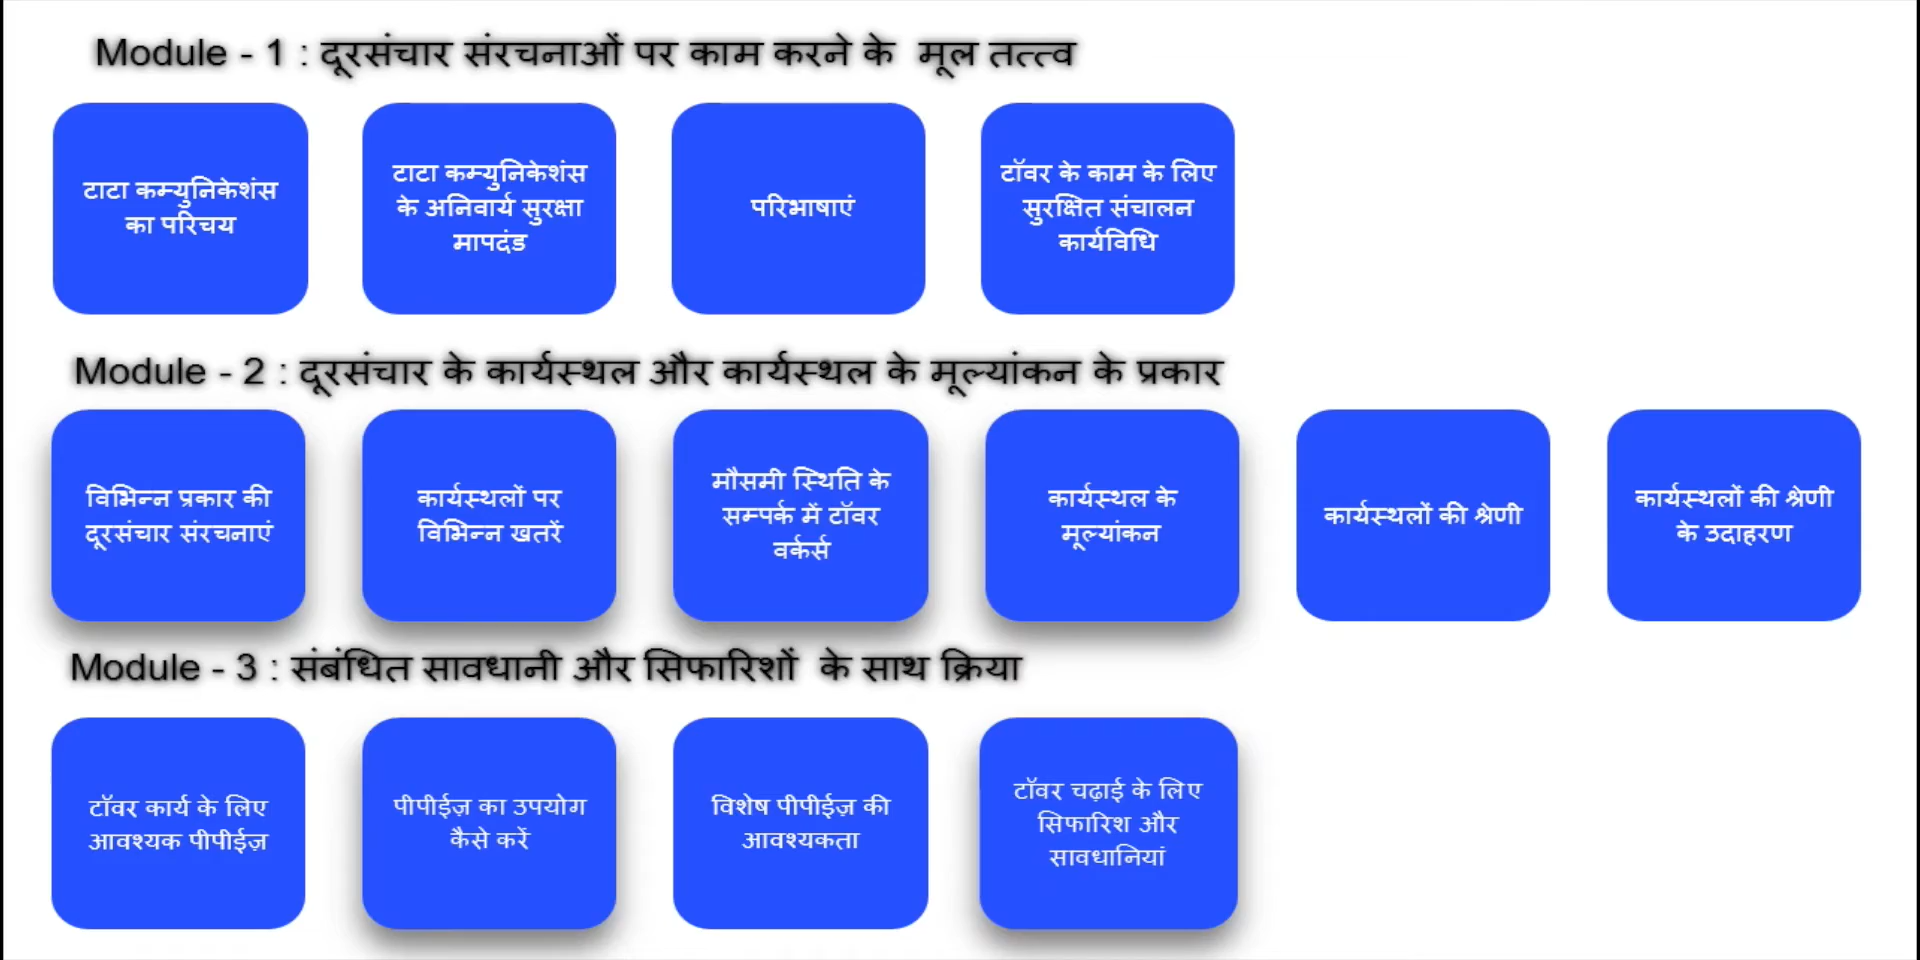 Module - 1 : दूरसंचार संरचनाओं पर काम करने के मूल तत्त्व
टाटा कम्युनिकेशंस
का परिचय
टाटा कम्युनिकेशंस
के अनिवार्य सुरक्षा
मापदंड
परिभाषाएं
टॉवर के काम के लिए
सुरक्षित संचालन
कार्यविधि
Module - 2 : दूरसंचार के कार्यस्थल और कार्यस्थल के मूल्यांकन के प्रकार
विभिन्न प्रकार की
दूरसंचार संरचनाएं
कार्यस्थलों पर
विभिन्न खतरें
मौसमी स्थिति के
सम्पर्क में टॉवर
वर्कर्स
कार्यस्थल के
मूल्यांकन
कार्यस्थलों की श्रेणी
कार्यस्थलों की श्रेणी
के उदाहरण
Module - 3 : संबंधित सावधानी और सिफारिशों के साथ क्रिया
टॉवर कार्य के लिए
आवश्यक पीपीईज़
पीपीईज़ का उपयोग
कैसे करें
विशेष पीपीईज़ की
आवश्यकता
टॉवर चढ़ाई के लिए
सिफारिश और
सावधानियां